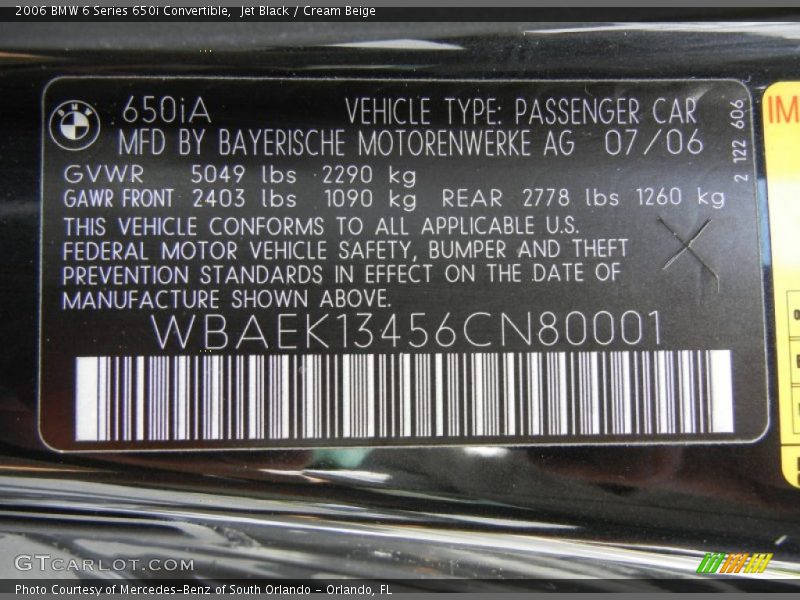 2006 BMW 6 Series 650i Convertible,  Jet Black / Cream Beige
650iA VEHICLE TYPE: PASSENGER CAR
MFD BY BAYERISCHE MOTORENWERKE AG 07/06
GVWR 5049 lbs 2290 kg
GAWR FRONT 2403 lbs 1090 kg REAR 2778 lbs 1260 kg
THIS VEHICLE CONFORMS TO ALL APPLICABLE U.S.
FEDERAL MOTOR VEHICLE SAFETY, BUMPER AND THEFT
PREVENTION STANDARDS IN EFFECT ON THE DATE OF
MANUFACTURE SHOWN ABOVE.
WBAEK13456CN80001
2 122 606
BMW
IM
GTCARLOT.COM
Photo Courtesy of Mercedes-Benz of South Orlando - Orlando, FL